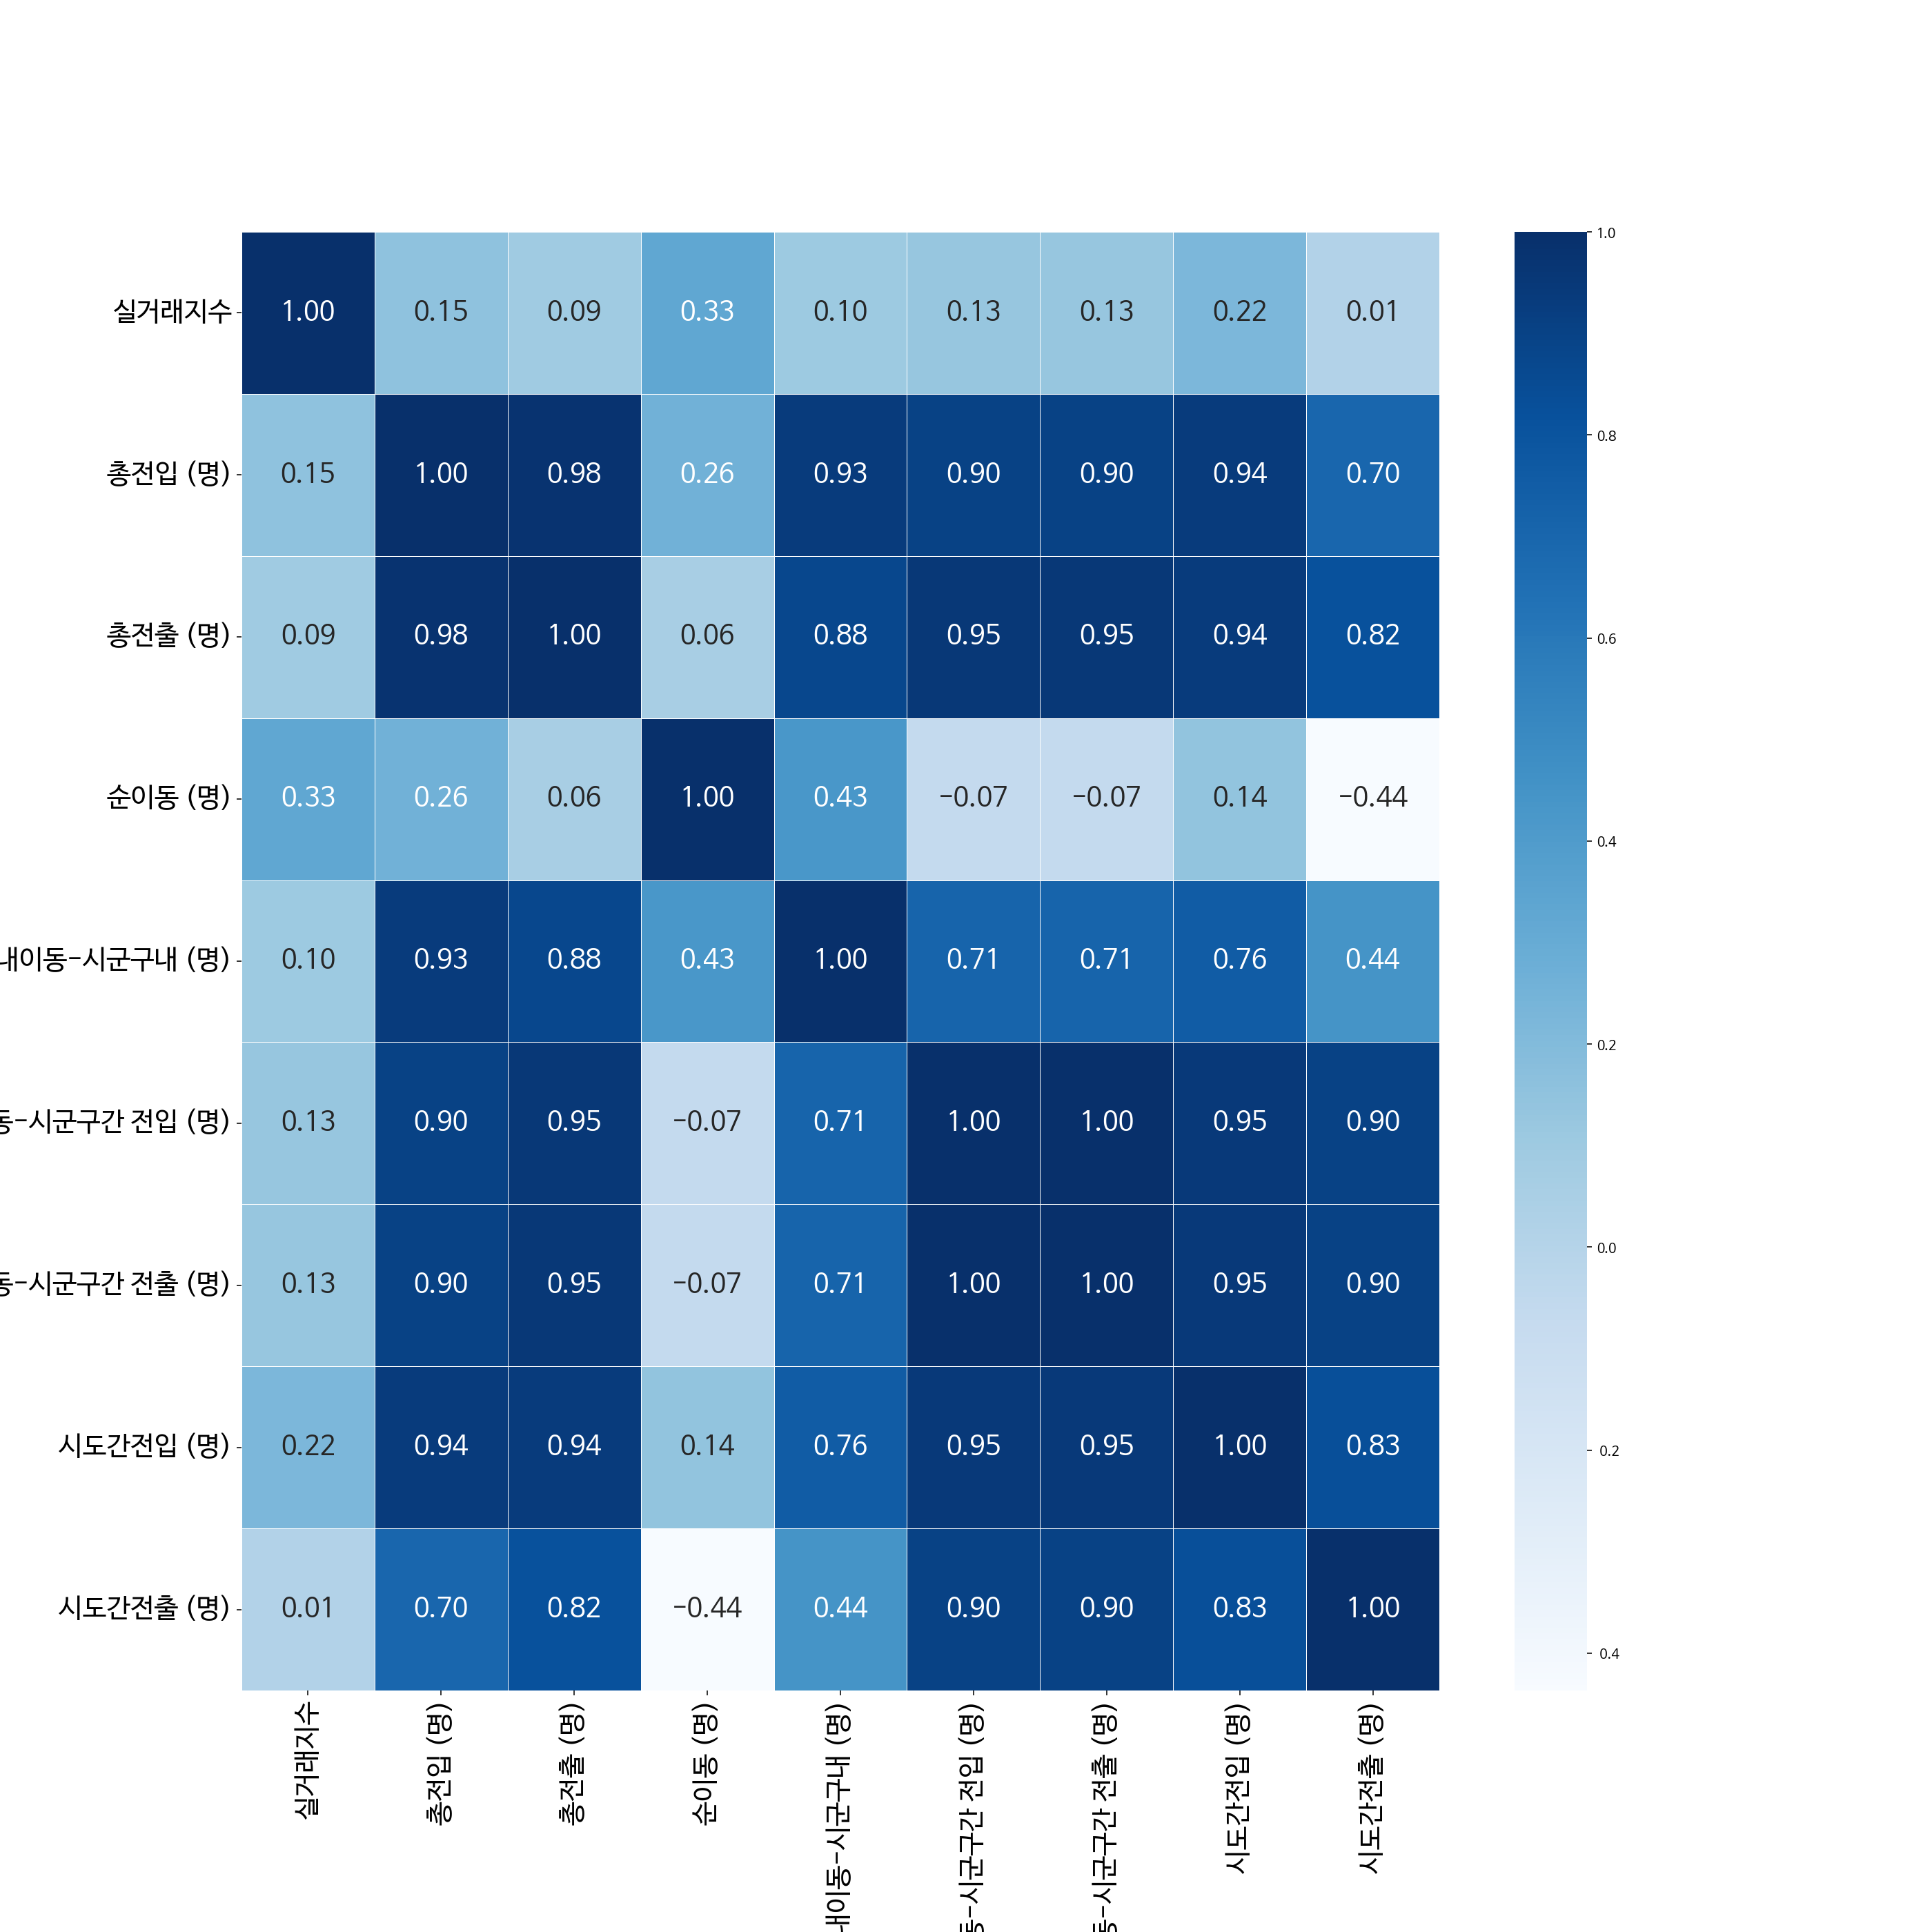 실거래지수 1.00 0.15 0.09 0.33 0.10 0.13 0.13 0.22 0.01
총전입 (명) 0.15 1.00 0.98 0.26 0.93 0.90 0.90 0.94 0.70
총전출 (명) 0.09 0.98 1.00 0.06 0.88 0.95 0.95 0.94 0.82
순이동 (명) 0.33 0.26 0.06 1.00 0.43 −0.07 −0.07 0.14 −0.44
내이동-시군구내 (명) 0.10 0.93 0.88 0.43 1.00 0.71 0.71 0.76 0.44
동-시군구간 전입 (명) 0.13 0.90 0.95 −0.07 0.71 1.00 1.00 0.95 0.90
동-시군구간 전출 (명) 0.13 0.90 0.95 −0.07 0.71 1.00 1.00 0.95 0.90
시도간전입 (명) 0.22 0.94 0.94 0.14 0.76 0.95 0.95 1.00 0.83
시도간전출 (명) 0.01 0.70 0.82 −0.44 0.44 0.90 0.90 0.83 1.00
실거래지수
총전입 (명)
총전출 (명)
순이동 (명)
내이동-시군구내 (명)
동-시군구간 전입 (명)
동-시군구간 전출 (명)
시도간전입 (명)
시도간전출 (명)
1.0
0.8
0.6
0.4
0.2
0.0
0.2
0.4